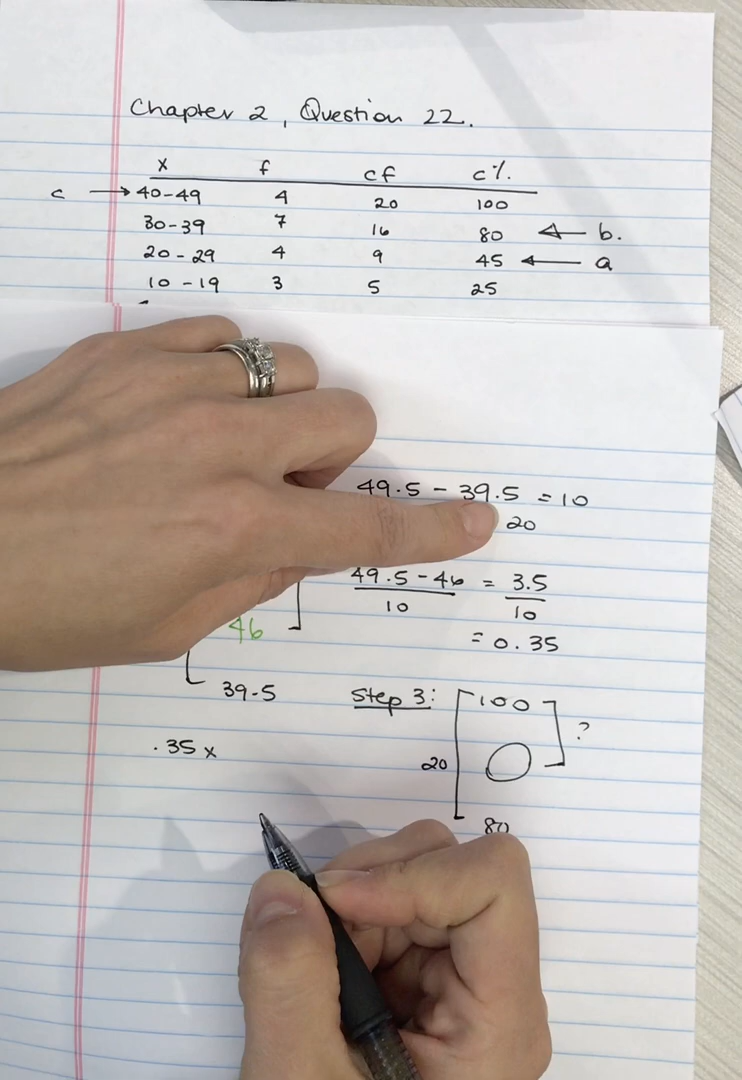 Chapter 2, Question 22.
x f cf c%
c → 40-49 4 20 100
30-39 7 16 80 ← b.
20-29 4 9 45 ← a
10-19 3 5 25
49.5 - 39.5 = 10
20
49.5-46 = 3.5
10 10
46
= 0.35
39.5
Step 3: 100
?
.35 x
20
80